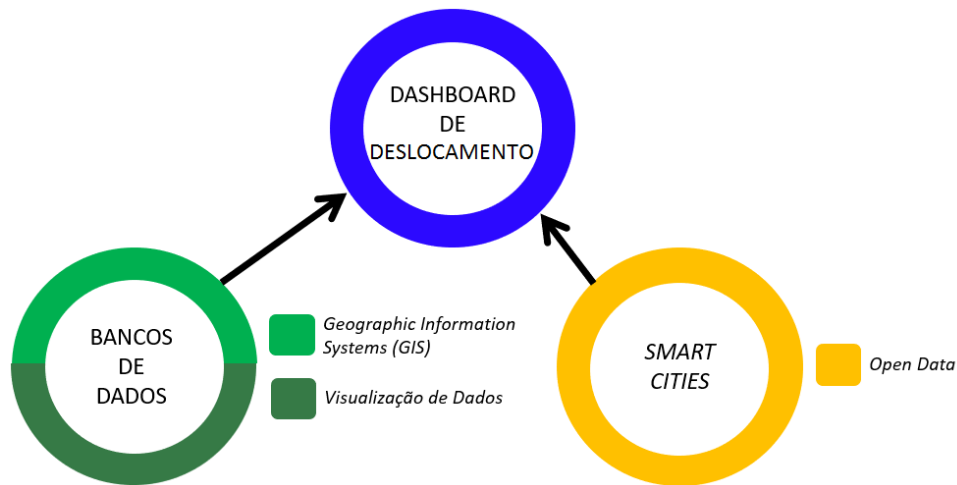 DASHBOARD
DE
DESLOCAMENTO
BANCOS
DE
DADOS
Geographic Information
Systems (GIS)
Visualização de Dados
SMART
CITIES
Open Data